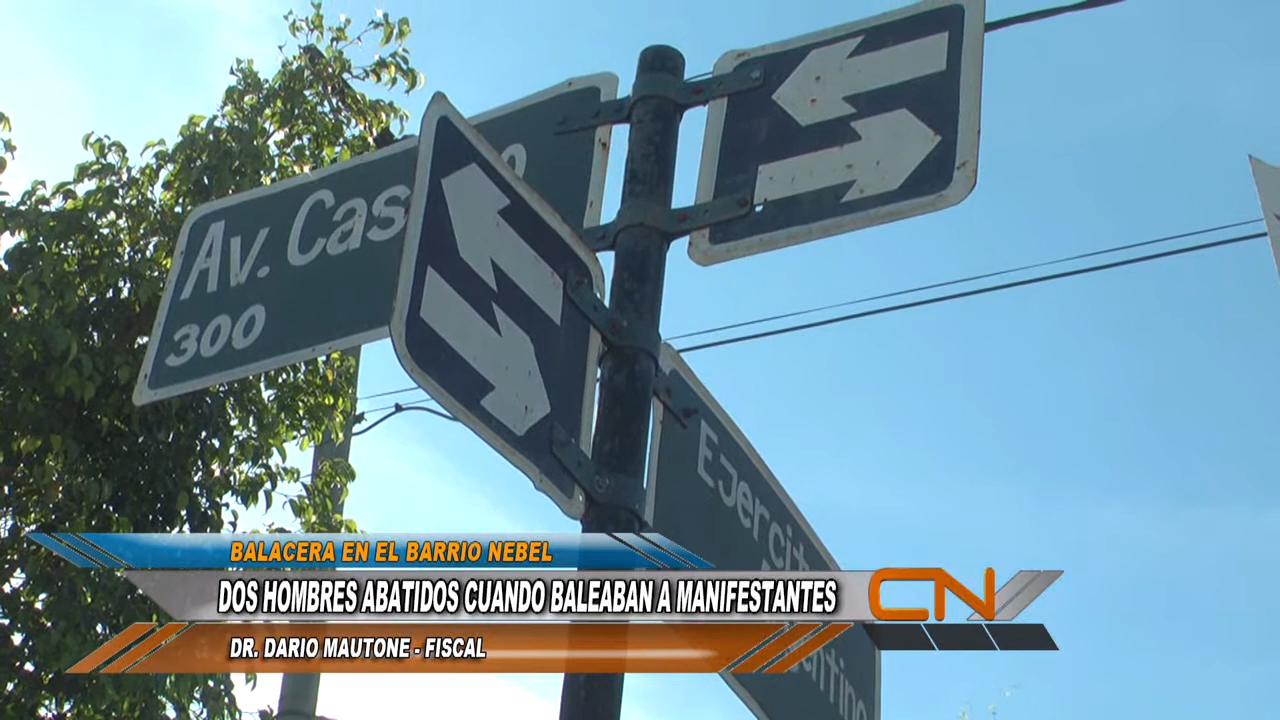 Av. Cas
300
Ejercit
BALACERA EN EL BARRIO NEBEL
DOS HOMBRES ABATIDOS CUANDO BALEABAN A MANIFESTANTES
CN
DR. DARIO MAUTONE - FISCAL